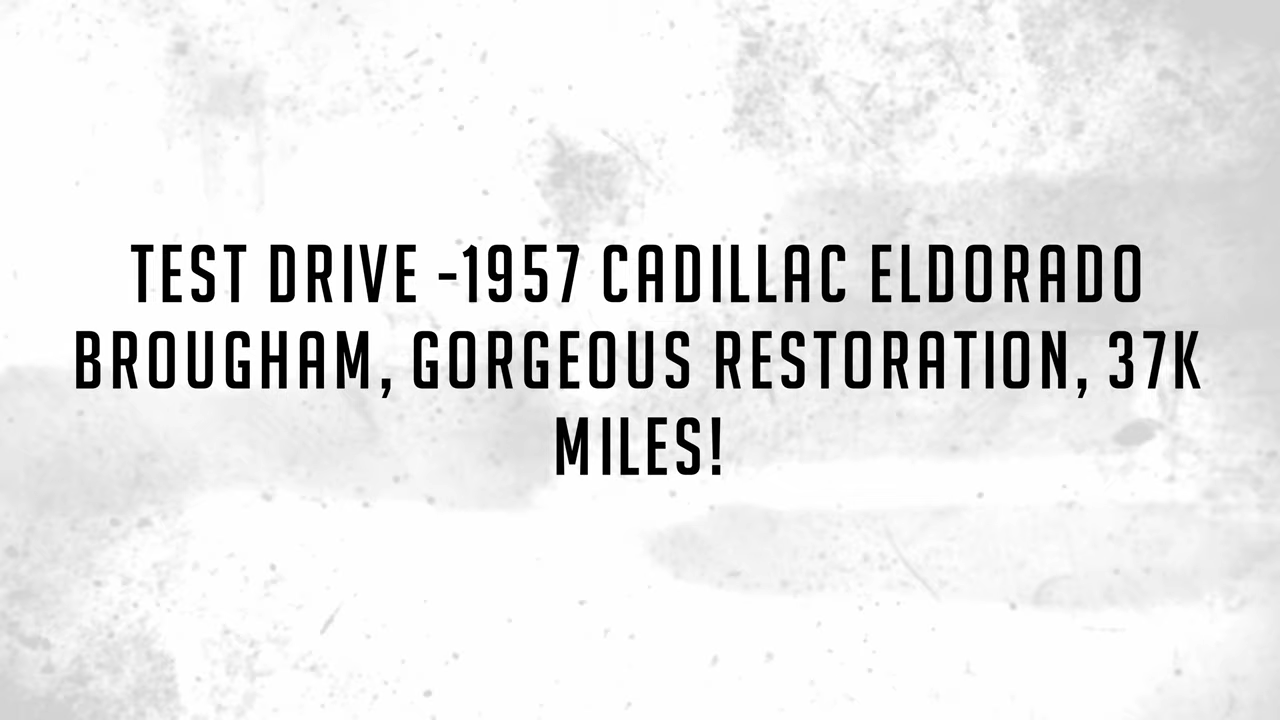 TEST DRIVE -1957 CADILLAC ELDORADO
BROUGHAM, GORGEOUS RESTORATION, 37K
MILES!